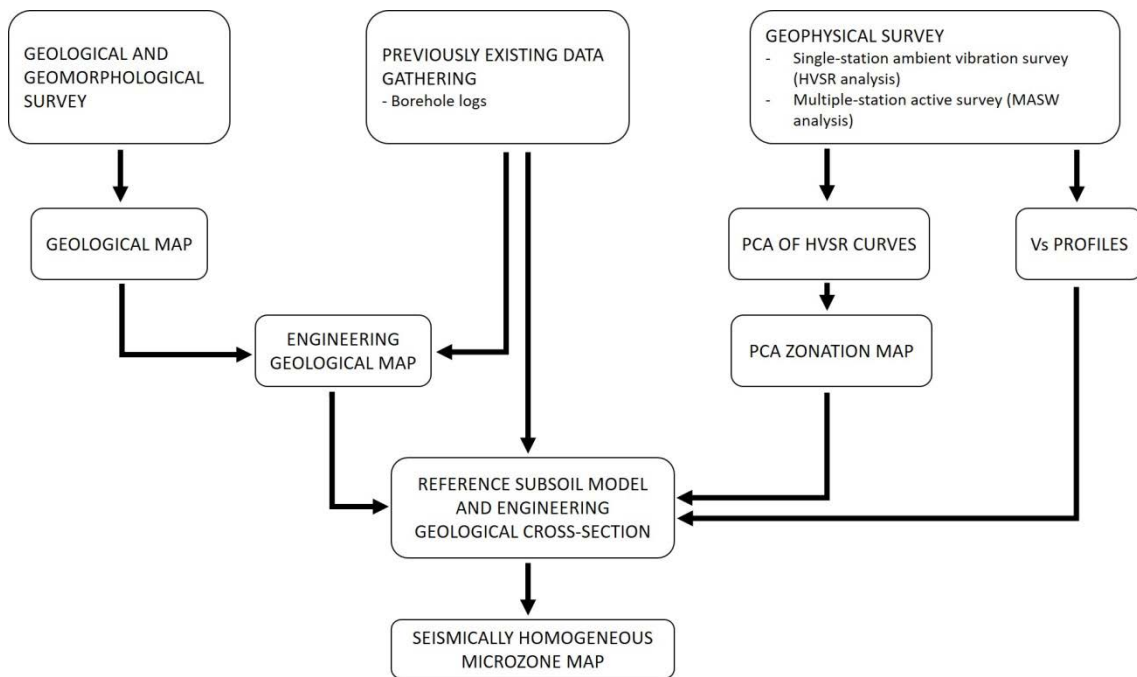 GEOLOGICAL AND
GEOMORPHOLOGICAL
SURVEY
PREVIOUSLY EXISTING DATA
GATHERING
- Borehole logs
GEOPHYSICAL SURVEY
- Single-station ambient vibration survey
(HVSR analysis)
- Multiple-station active survey (MASW
analysis)
GEOLOGICAL MAP
PCA OF HVSR CURVES
Vs PROFILES
ENGINEERING
GEOLOGICAL MAP
PCA ZONATION MAP
REFERENCE SUBSOIL MODEL
AND ENGINEERING
GEOLOGICAL CROSS-SECTION
SEISMICALLY HOMOGENEOUS
MICROZONE MAP